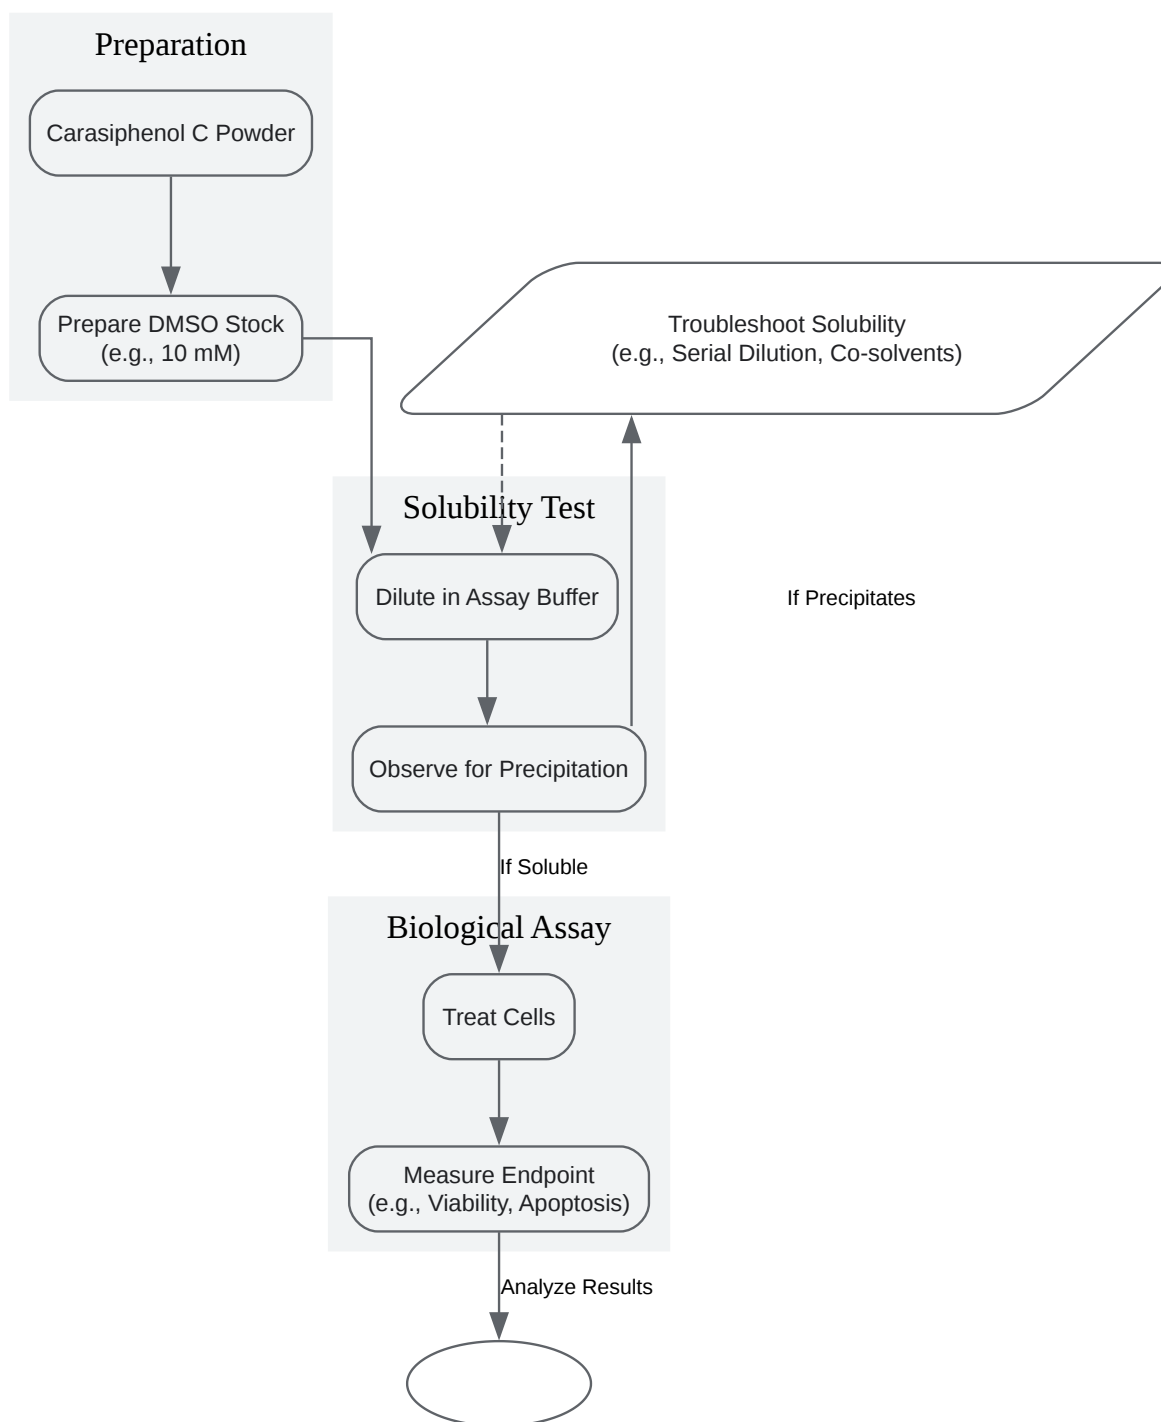 Preparation
Carasiphenol C Powder
Prepare DMSO Stock
(e.g., 10 mM)
Troubleshoot Solubility
(e.g., Serial Dilution, Co-solvents)
Solubility Test
Dilute in Assay Buffer
If Precipitates
Observe for Precipitation
If Soluble
Biological Assay
Treat Cells
Measure Endpoint
(e.g., Viability, Apoptosis)
Analyze Results